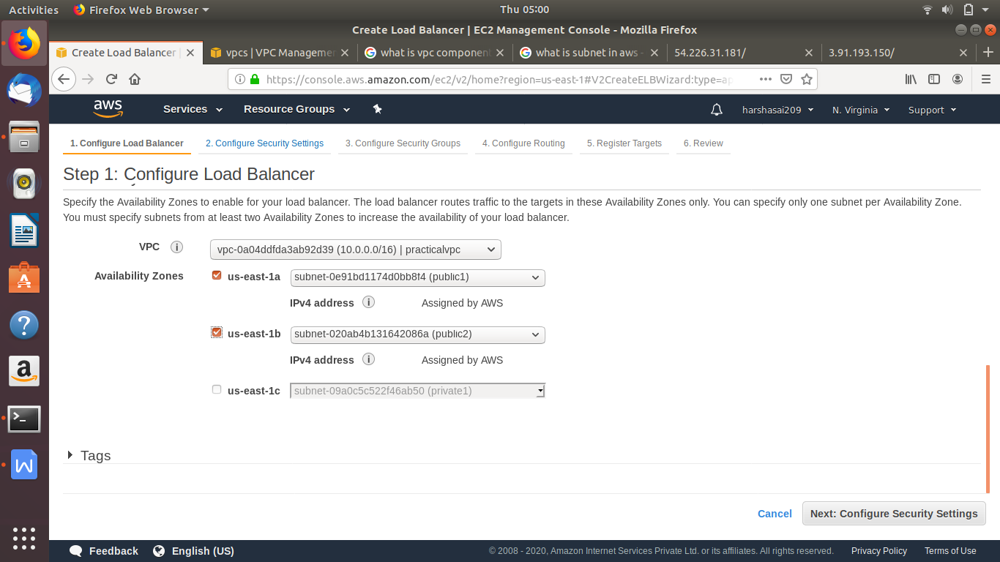 Activities Firefox Web Browser Thu 05:00
Create Load Balancer | EC2 Management Console - Mozilla Firefox
Create Load Balancer | vpcs | VPC Managemen what is vpc component what is subnet in aws - 54.226.31.181/ 3.91.193.150/
https://console.aws.amazon.com/ec2/v2/home?region=us-east-1#V2CreateELBWizard:type=ap
aws Services Resource Groups harshasai209 N. Virginia Support
1. Configure Load Balancer 2. Configure Security Settings 3. Configure Security Groups 4. Configure Routing 5. Register Targets 6. Review
Step 1: Configure Load Balancer
Specify the Availability Zones to enable for your load balancer. The load balancer routes traffic to the targets in these Availability Zones only. You can specify only one subnet per Availability Zone.
You must specify subnets from at least two Availability Zones to increase the availability of your load balancer.
VPC i vpc-0a04ddfda3ab92d39 (10.0.0.0/16) | practicalvpc
Availability Zones us-east-1a subnet-0e91bd1174d0bb8f4 (public1)
IPv4 address i Assigned by AWS
us-east-1b subnet-020ab4b131642086a (public2)
IPv4 address i Assigned by AWS
us-east-1c subnet-09a0c5c522f46ab50 (private1)
Tags
Cancel Next: Configure Security Settings
Feedback English (US) © 2008 - 2020, Amazon Internet Services Private Ltd. or its affiliates. All rights reserved. Privacy Policy Terms of Use